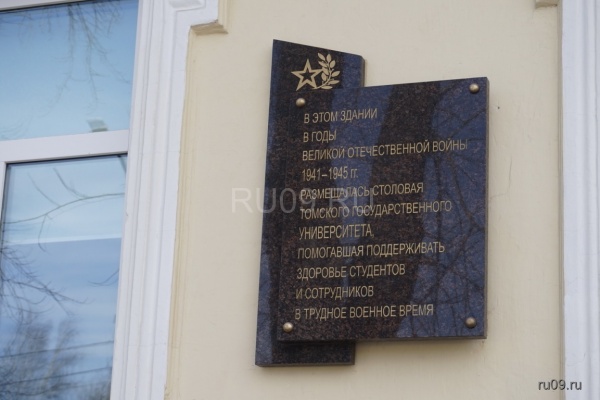 В ЭТОМ ЗДАНИИ
В ГОДЫ
ВЕЛИКОЙ ОТЕЧЕСТВЕННОЙ ВОЙНЫ
1941–1945 гг.
РАЗМЕЩАЛАСЬ СТОЛОВАЯ
RU09.RU
ТОМСКОГО ГОСУДАРСТВЕННОГО
УНИВЕРСИТЕТА,
ПОМОГАВШАЯ ПОДДЕРЖИВАТЬ
ЗДОРОВЬЕ СТУДЕНТОВ
И СОТРУДНИКОВ
В ТРУДНОЕ ВОЕННОЕ ВРЕМЯ
ru09.ru